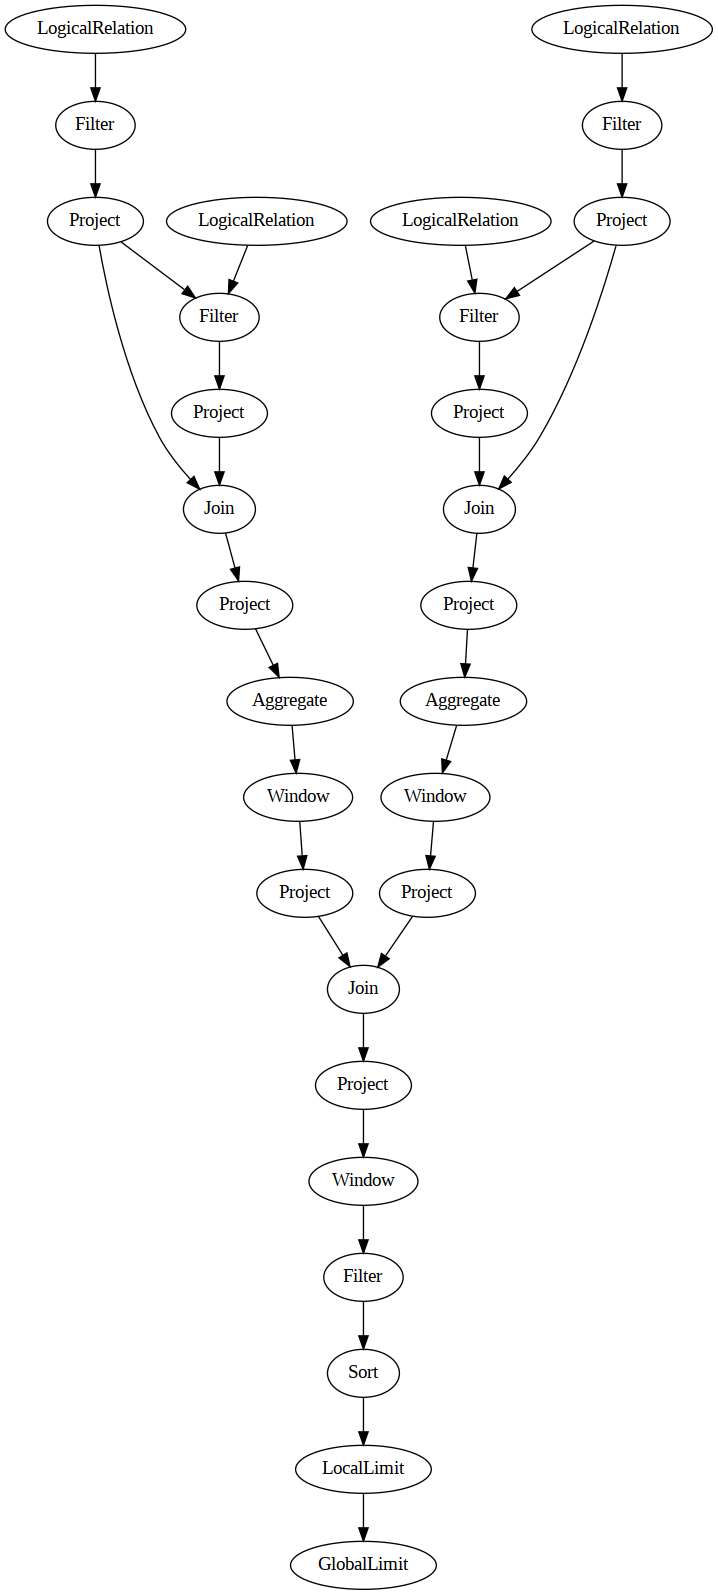 LogicalRelation
LogicalRelation
Filter
Filter
Project
LogicalRelation
LogicalRelation
Project
Filter
Filter
Project
Project
Join
Join
Project
Project
Aggregate
Aggregate
Window
Window
Project
Project
Join
Project
Window
Filter
Sort
LocalLimit
GlobalLimit